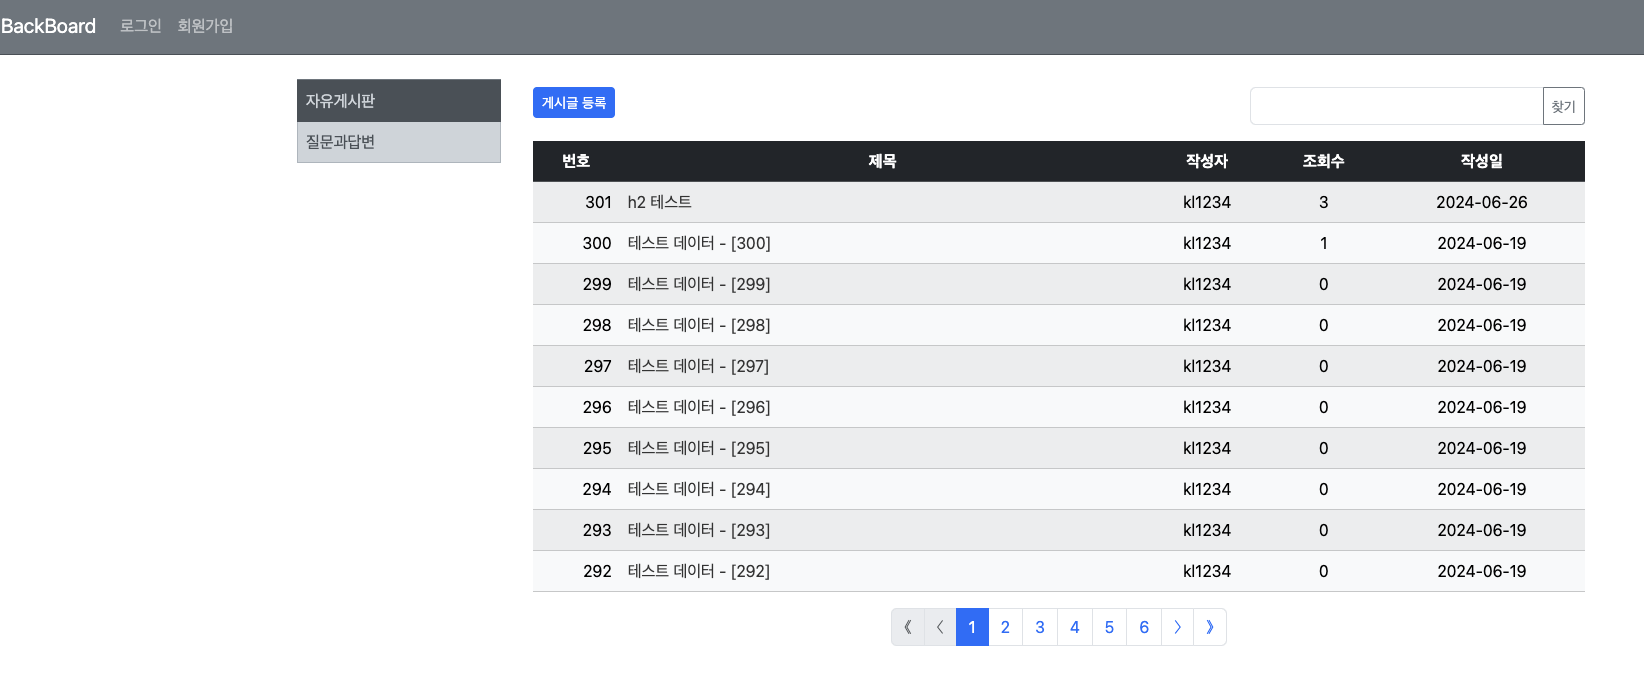 BackBoard 로그인 회원가입
자유게시판
질문과답변
게시글 등록 찾기
번호 제목 작성자 조회수 작성일
301 h2 테스트 kl1234 3 2024-06-26
300 테스트 데이터 - [300] kl1234 1 2024-06-19
299 테스트 데이터 - [299] kl1234 0 2024-06-19
298 테스트 데이터 - [298] kl1234 0 2024-06-19
297 테스트 데이터 - [297] kl1234 0 2024-06-19
296 테스트 데이터 - [296] kl1234 0 2024-06-19
295 테스트 데이터 - [295] kl1234 0 2024-06-19
294 테스트 데이터 - [294] kl1234 0 2024-06-19
293 테스트 데이터 - [293] kl1234 0 2024-06-19
292 테스트 데이터 - [292] kl1234 0 2024-06-19
《 〈 1 2 3 4 5 6 〉 》